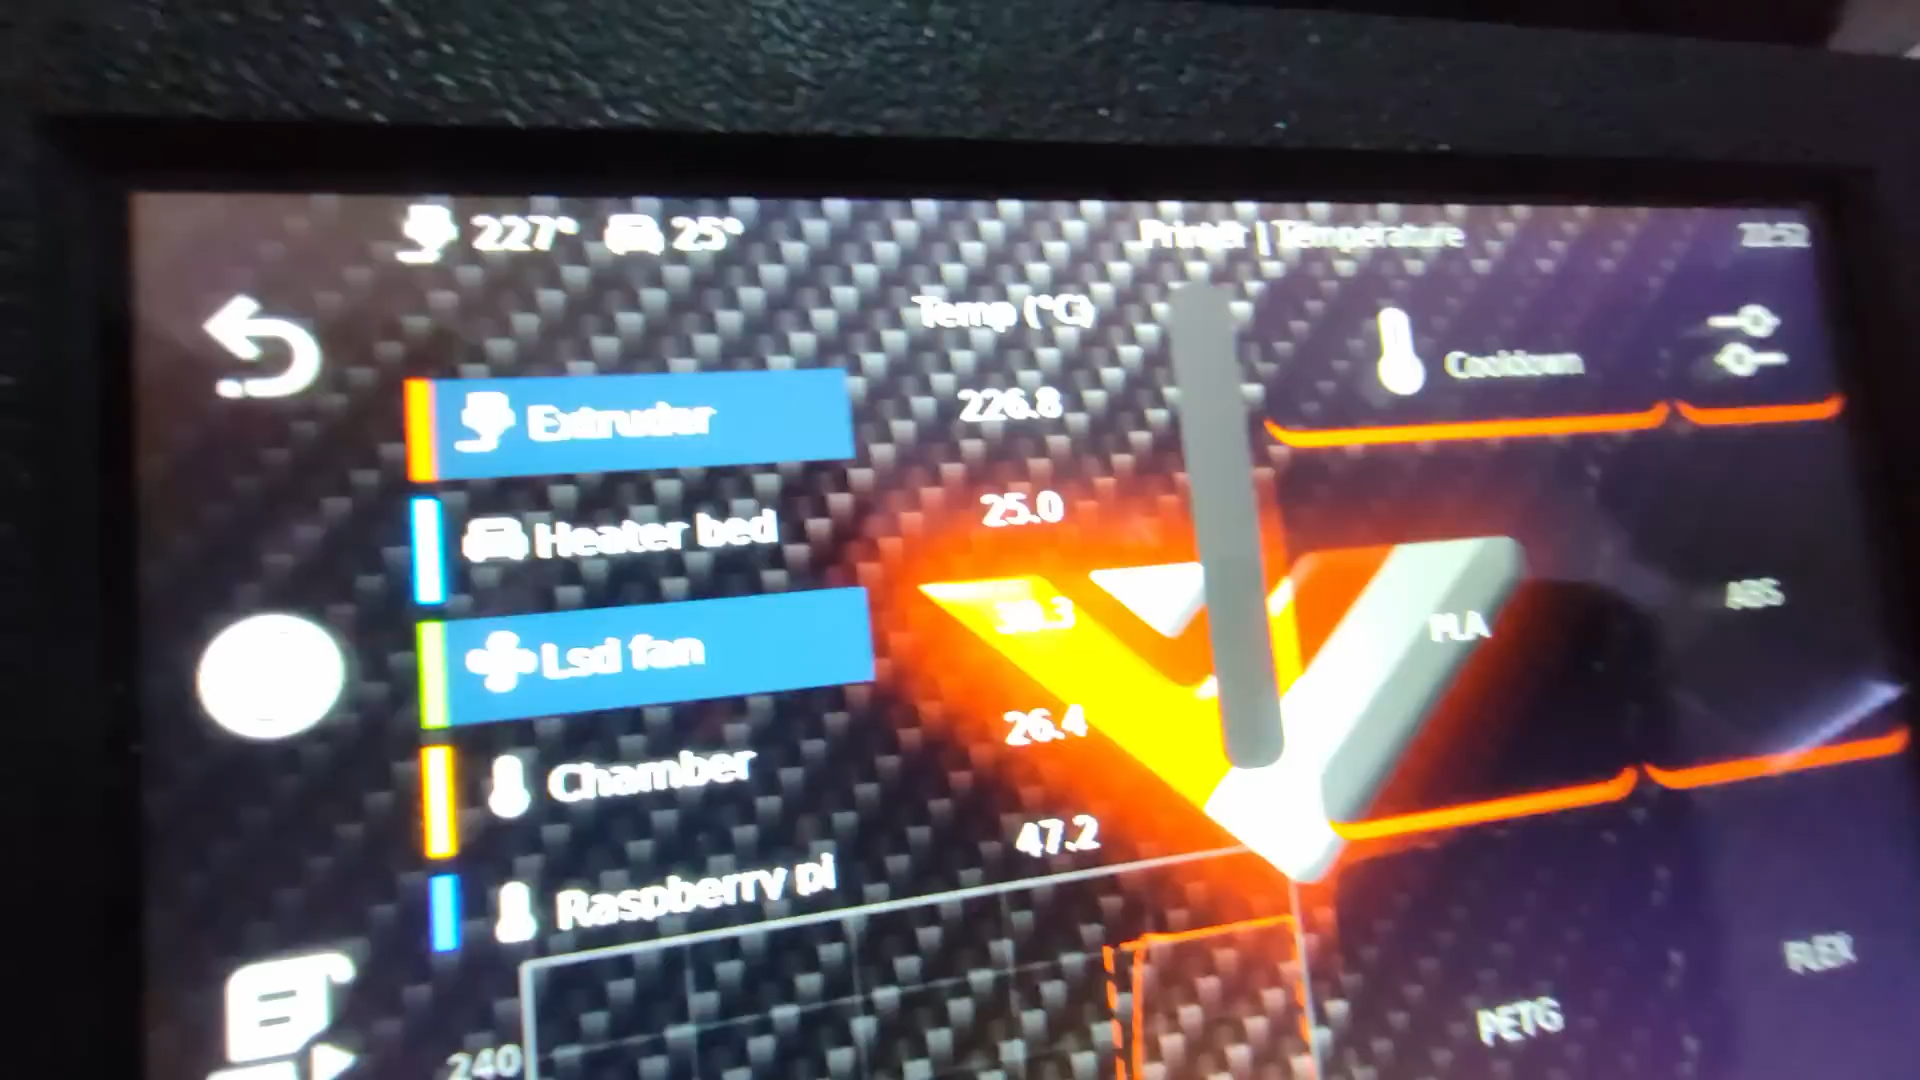 227° 25° Printer | Temperature
Temp (°C)
Cooldown
Extruder 226.8
Heater bed 25.0
Lsd fan
Chamber 26.4
Raspberry pi 47.2
PLA ABS
PETG FLEX
240